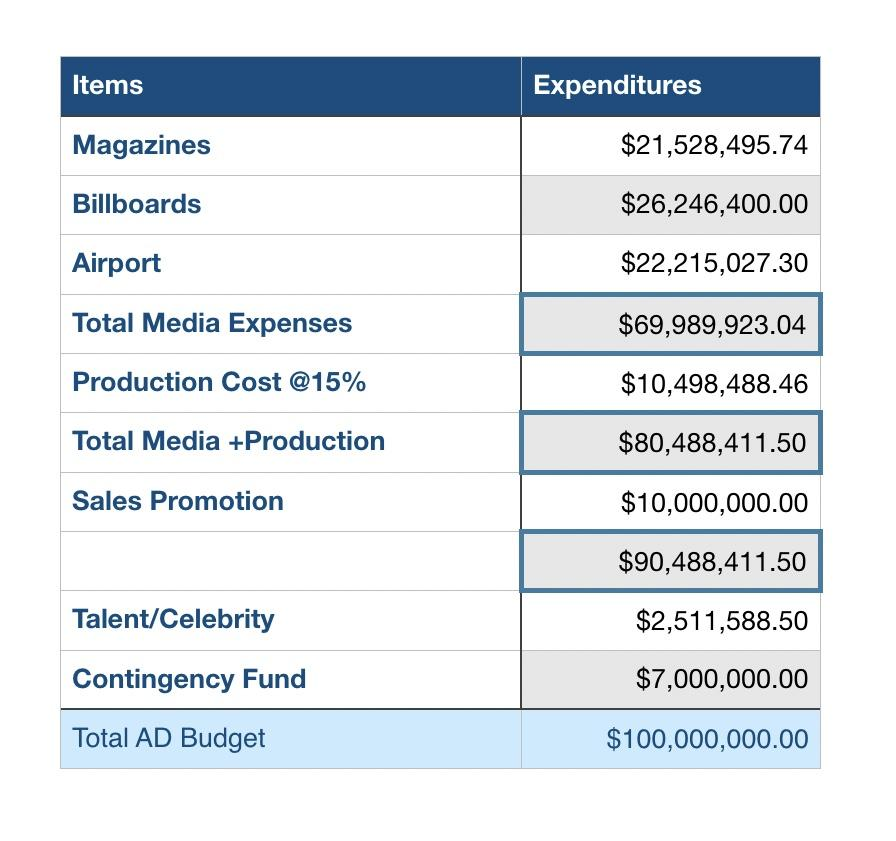 Items Expenditures
Magazines $21,528,495.74
Billboards $26,246,400.00
Airport $22,215,027.30
Total Media Expenses $69,989,923.04
Production Cost @15% $10,498,488.46
Total Media +Production $80,488,411.50
Sales Promotion $10,000,000.00
$90,488,411.50
Talent/Celebrity $2,511,588.50
Contingency Fund $7,000,000.00
Total AD Budget $100,000,000.00